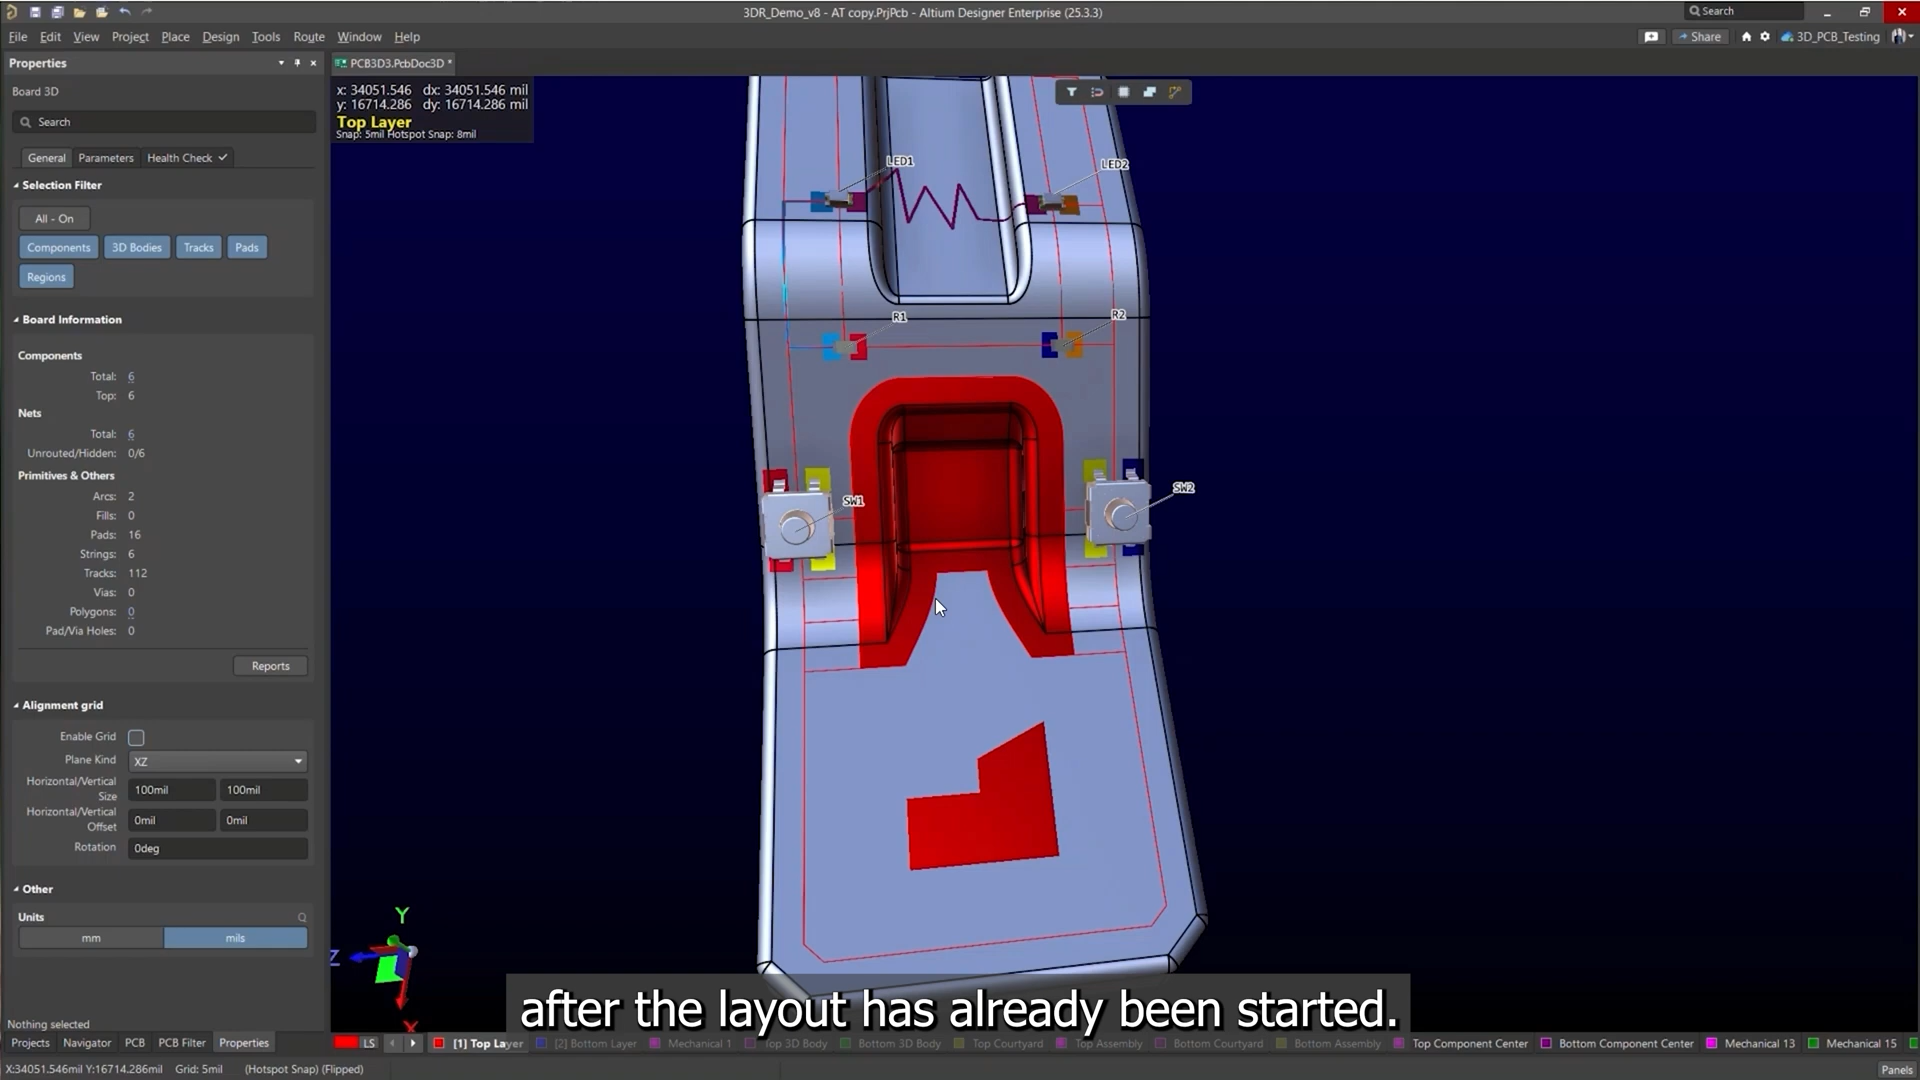 3DR_Demo_v8 - AT copy.PrjPcb - Altium Designer Enterprise (25.3.3)
Search
File Edit View Project Place Design Tools Route Window Help
Share
3D_PCB_Testing
Properties
PCB3D3.PcbDoc3D *
Board 3D
Search
General Parameters Health Check
Selection Filter
All - On
Components 3D Bodies Tracks Pads
Regions
Board Information
Components
Total: 6
Top: 6
Nets
Total: 6
Unrouted/Hidden: 0/6
Primitives & Others
Arcs: 2
Fills: 0
Pads: 16
Strings: 6
Tracks: 112
Vias: 0
Polygons: 0
Pad/Via Holes: 0
Reports
Alignment grid
Enable Grid
Plane Kind XZ
Horizontal/Vertical Size 100mil 100mil
Horizontal/Vertical Offset 0mil 0mil
Rotation 0deg
Other
Units
mm mils
Nothing selected
Projects Navigator PCB PCB Filter Properties
x: 34051.546 dx: 34051.546 mil
y: 16714.286 dy: 16714.286 mil
Top Layer
Snap: 5mil Hotspot Snap: 8mil
LED1
LED2
R1
R2
SW1
SW2
Y
Z
X
after the layout has already been started.
LS [1] Top Layer [2] Bottom Layer Mechanical 1 Top 3D Body Bottom 3D Body Top Courtyard Top Assembly Bottom Courtyard Bottom Assembly Top Component Center Bottom Component Center Mechanical 13 Mechanical 15
X:34051.546mil Y:16714.286mil Grid: 5mil (Hotspot Snap) (Flipped)
Panels